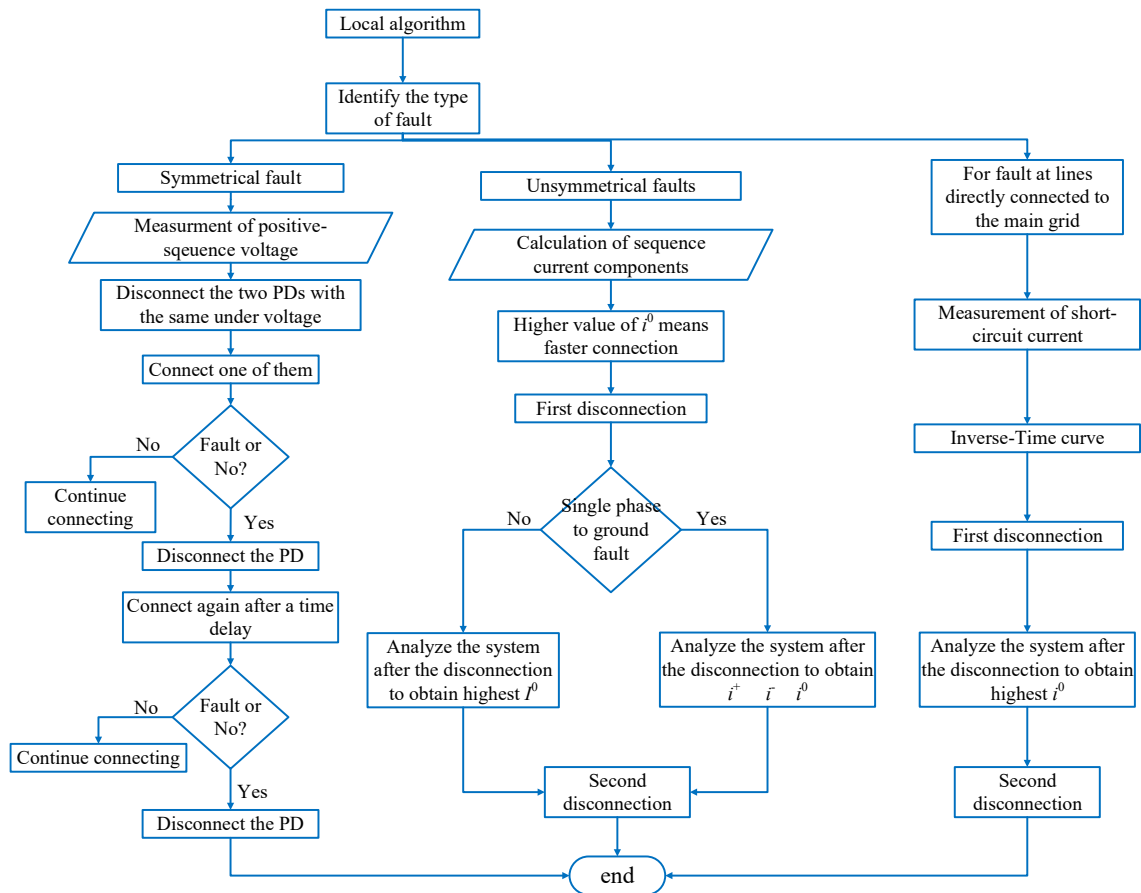 Local algorithm
Identify the type
of fault
Symmetrical fault
Measurment of positive-
sqeuence voltage
Disconnect the two PDs with
the same under voltage
Connect one of them
Fault or
No?
No
Continue
connecting
Yes
Disconnect the PD
Connect again after a time
delay
Fault or
No?
No
Continue connecting
Yes
Disconnect the PD
Unsymmetrical faults
Calculation of sequence
current components
Higher value of i⁰ means
faster connection
First disconnection
Single phase
to ground
fault
No
Yes
Analyze the system
after the disconnection
to obtain highest I⁰
Analyze the system after
the disconnection to obtain
i⁺ i⁻ i⁰
Second
disconnection
For fault at lines
directly connected to
the main grid
Measurement of short-
circuit current
Inverse-Time curve
First disconnection
Analyze the system after
the disconnection to obtain
highest i⁰
Second
disconnection
end